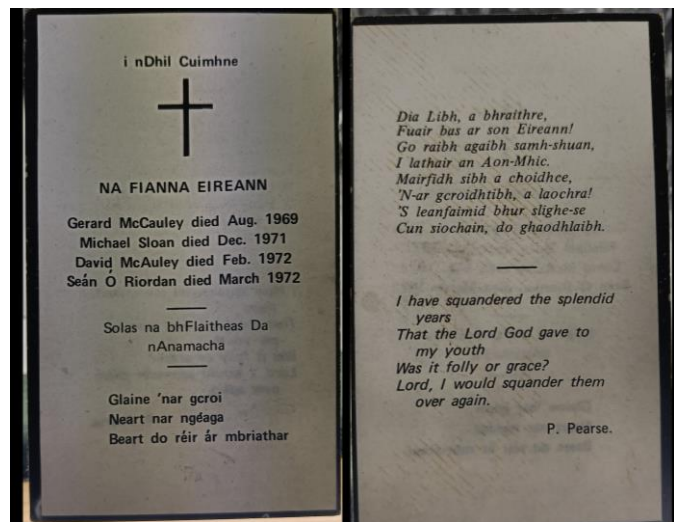 i nDhil Cuimhne
NA FIANNA EIREANN
Gerard McCauley died Aug. 1969
Michael Sloan died Dec. 1971
David McAuley died Feb. 1972
Seán Ó Riordan died March 1972
Solas na bhFlaitheas Da
nAnamacha
Glaine 'nar gcroi
Neart nar ngéaga
Beart do réir ár mbriathar
Dia Libh, a bhraithre,
Fuair bas ar son Eireann!
Go raibh agaibh samh-shuan,
I lathair an Aon-Mhic.
Mairfidh sibh a choidhce,
'N-ar gcroidhtibh, a laochra!
'S leanfaimid bhur slighe-se
Cun siochain, do ghaodhlaibh.
I have squandered the splendid
years
That the Lord God gave to
my youth
Was it folly or grace?
Lord, I would squander them
over again.
P. Pearse.